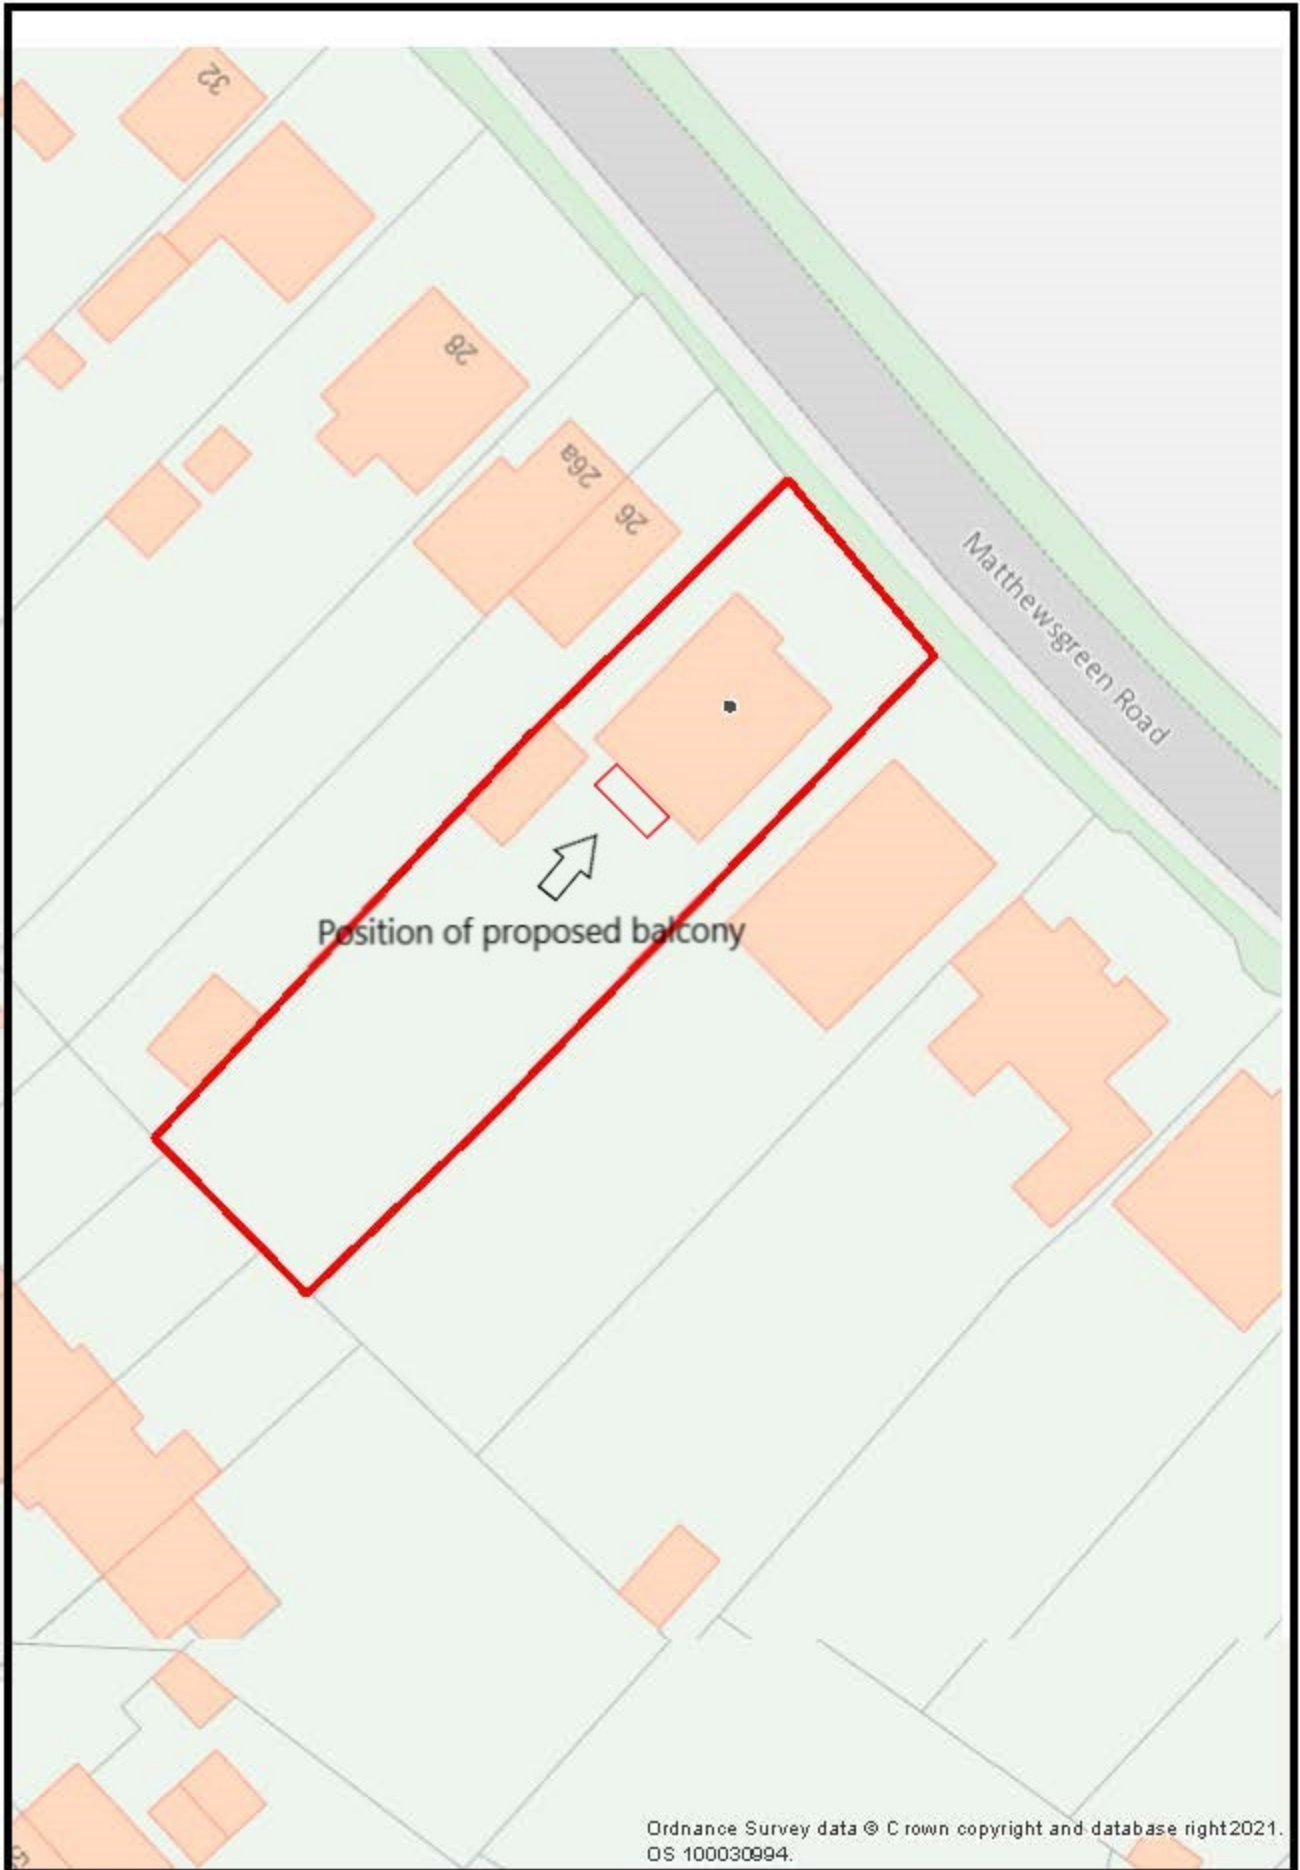 32
28
26a
26
Matthewsgreen Road
Position of proposed balcony
Ordnance Survey data © Crown copyright and database right 2021.
OS 100030994.